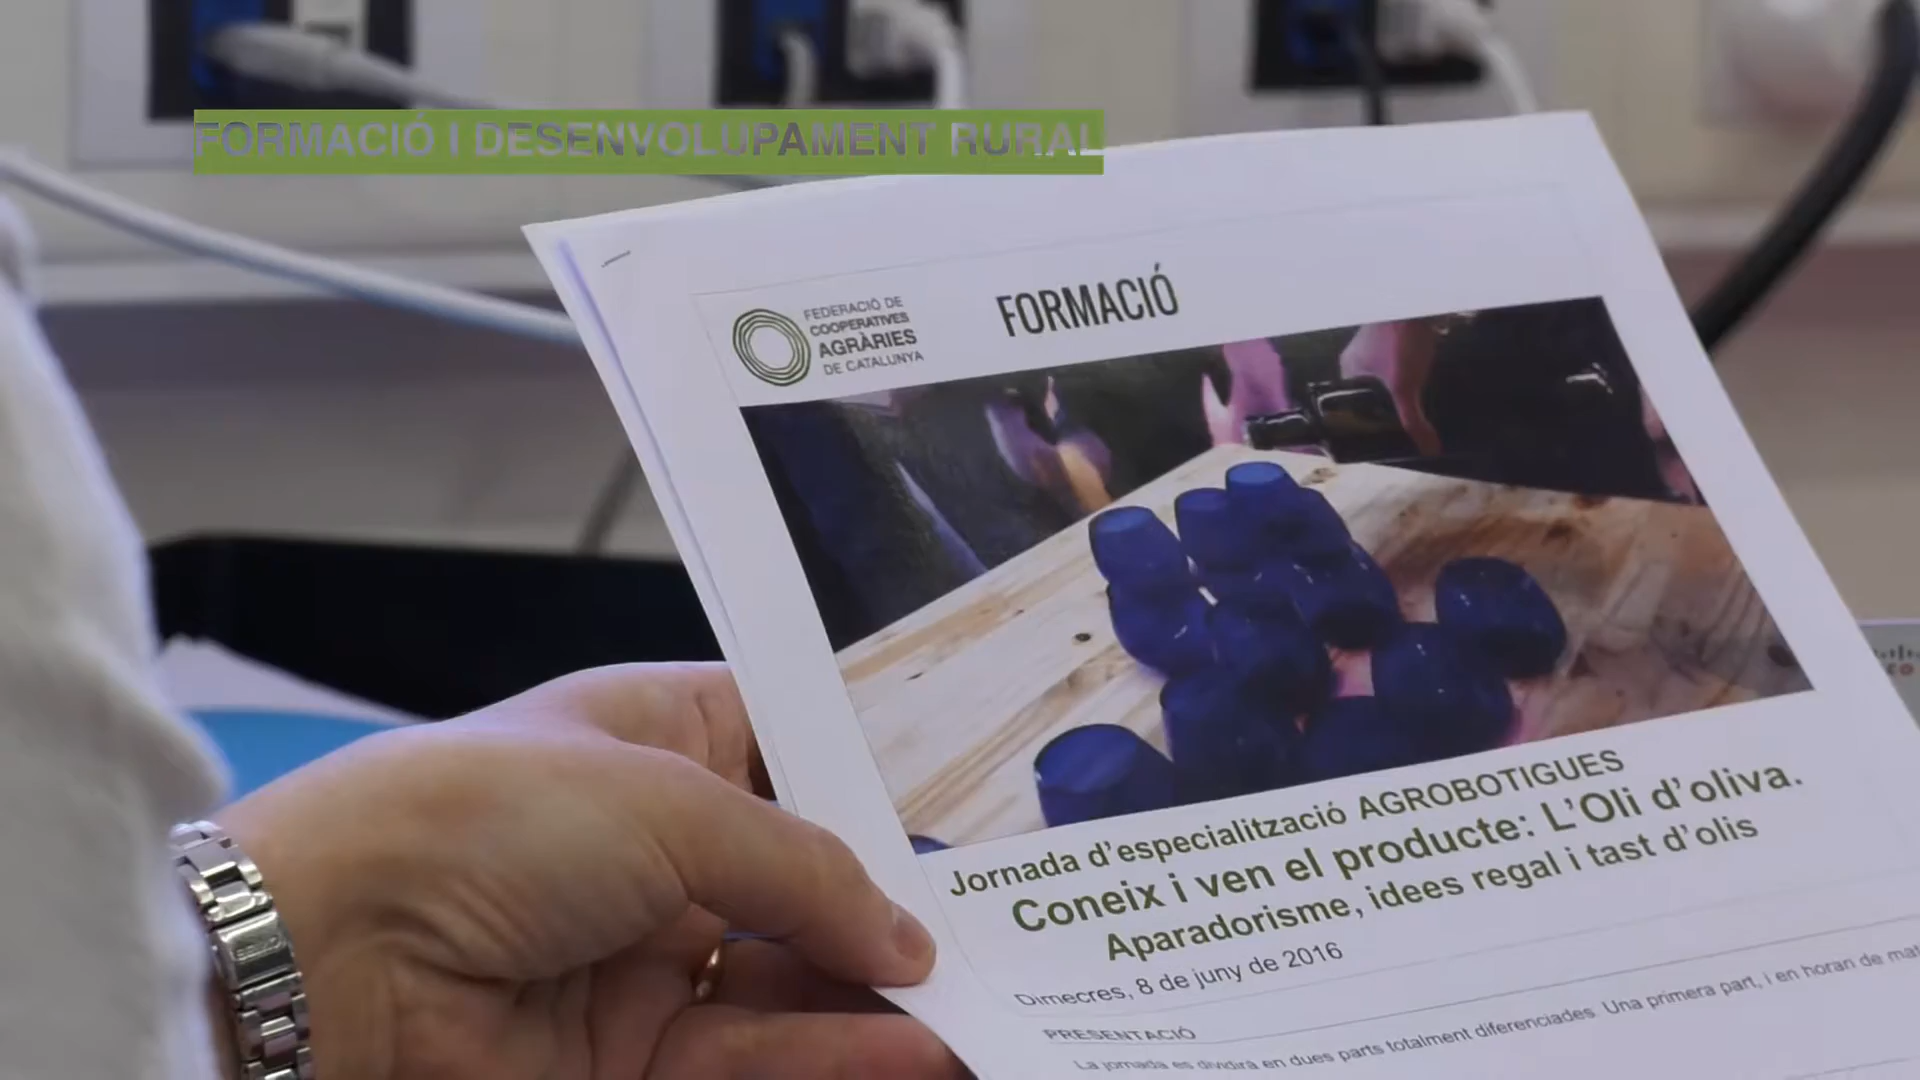 FORMACIÓ I DESENVOLUPAMENT RURAL
FEDERACIÓ DE
COOPERATIVES
AGRÀRIES
DE CATALUNYA
FORMACIÓ
Jornada d'especialització AGROBOTIGUES
Coneix i ven el producte: L'Oli d'oliva.
Aparadorisme, idees regal i tast d'olis
Dimecres, 8 de juny de 2016
PRESENTACIÓ
La jornada es dividirà en dues parts totalment diferenciades. Una primera part, i en horari de